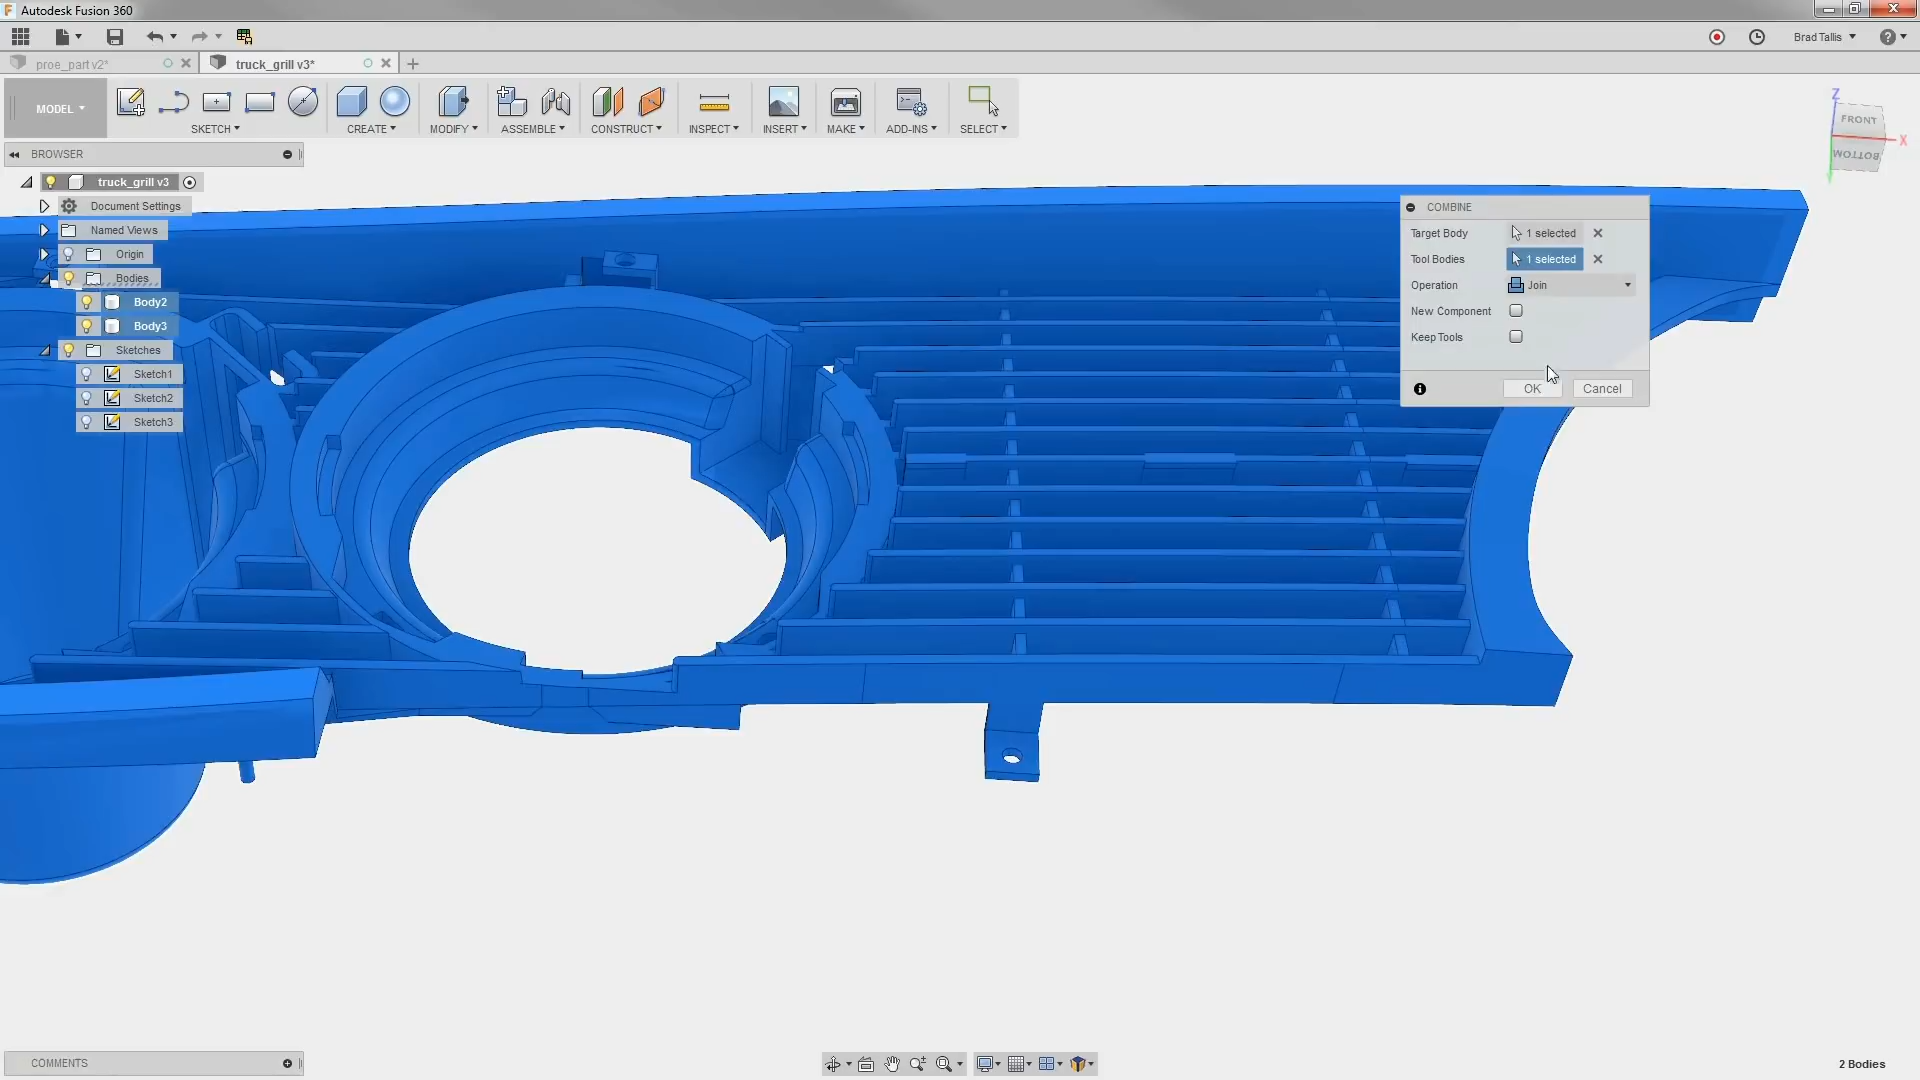 Autodesk Fusion 360
Brad Tallis
proe_part v2*
truck_grill v3*
MODEL
SKETCH
CREATE
MODIFY
ASSEMBLE
CONSTRUCT
INSPECT
INSERT
MAKE
ADD-INS
SELECT
Z
FRONT
X
BOTTOM
BROWSER
truck_grill v3
Document Settings
Named Views
Origin
Bodies
Body2
Body3
Sketches
Sketch1
Sketch2
Sketch3
COMBINE
Target Body 1 selected
Tool Bodies 1 selected
Operation Join
New Component
Keep Tools
OK Cancel
COMMENTS
2 Bodies